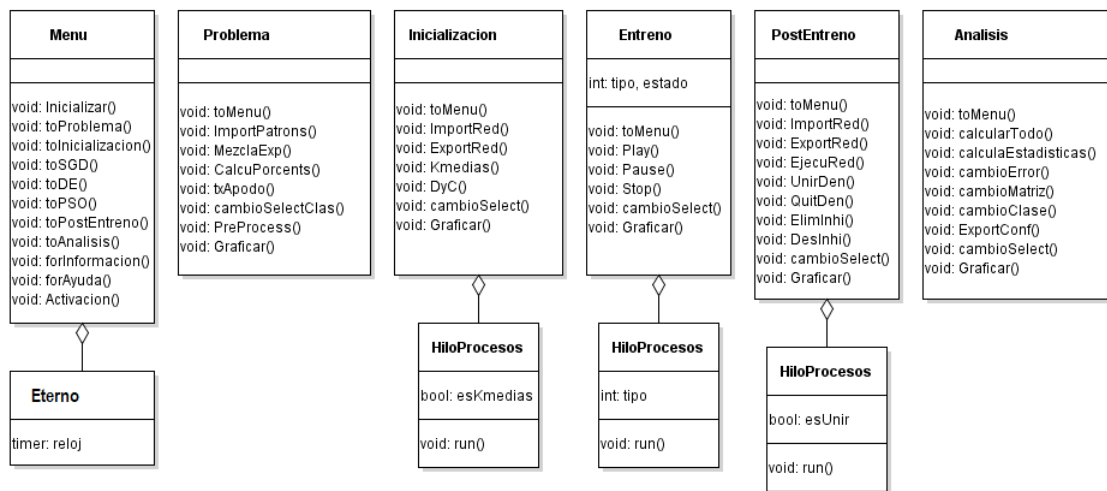 Menu
void: Inicializar()
void: toProblema()
void: toInicializacion()
void: toSGD()
void: toDE()
void: toPSO()
void: toPostEntreno()
void: toAnalisis()
void: forInformacion()
void: forAyuda()
void: Activacion()
Eterno
timer: reloj
Problema
void: toMenu()
void: ImportPatrons()
void: MezclaExp()
void: CalcuPorcents()
void: txApodo()
void: cambioSelectClas()
void: PreProcess()
void: Graficar()
Inicializacion
void: toMenu()
void: ImportRed()
void: ExportRed()
void: Kmedias()
void: DyC()
void: cambioSelect()
void: Graficar()
HiloProcesos
bool: esKmedias
void: run()
Entreno
int: tipo, estado
void: toMenu()
void: Play()
void: Pause()
void: Stop()
void: cambioSelect()
void: Graficar()
HiloProcesos
int: tipo
void: run()
PostEntreno
void: toMenu()
void: ImportRed()
void: ExportRed()
void: EjecuRed()
void: UnirDen()
void: QuitDen()
void: ElimInhi()
void: DesInhi()
void: cambioSelect()
void: Graficar()
HiloProcesos
bool: esUnir
void: run()
Analisis
void: toMenu()
void: calcularTodo()
void: calculaEstadisticas()
void: cambioError()
void: cambioMatriz()
void: cambioClase()
void: ExportConf()
void: cambioSelect()
void: Graficar()